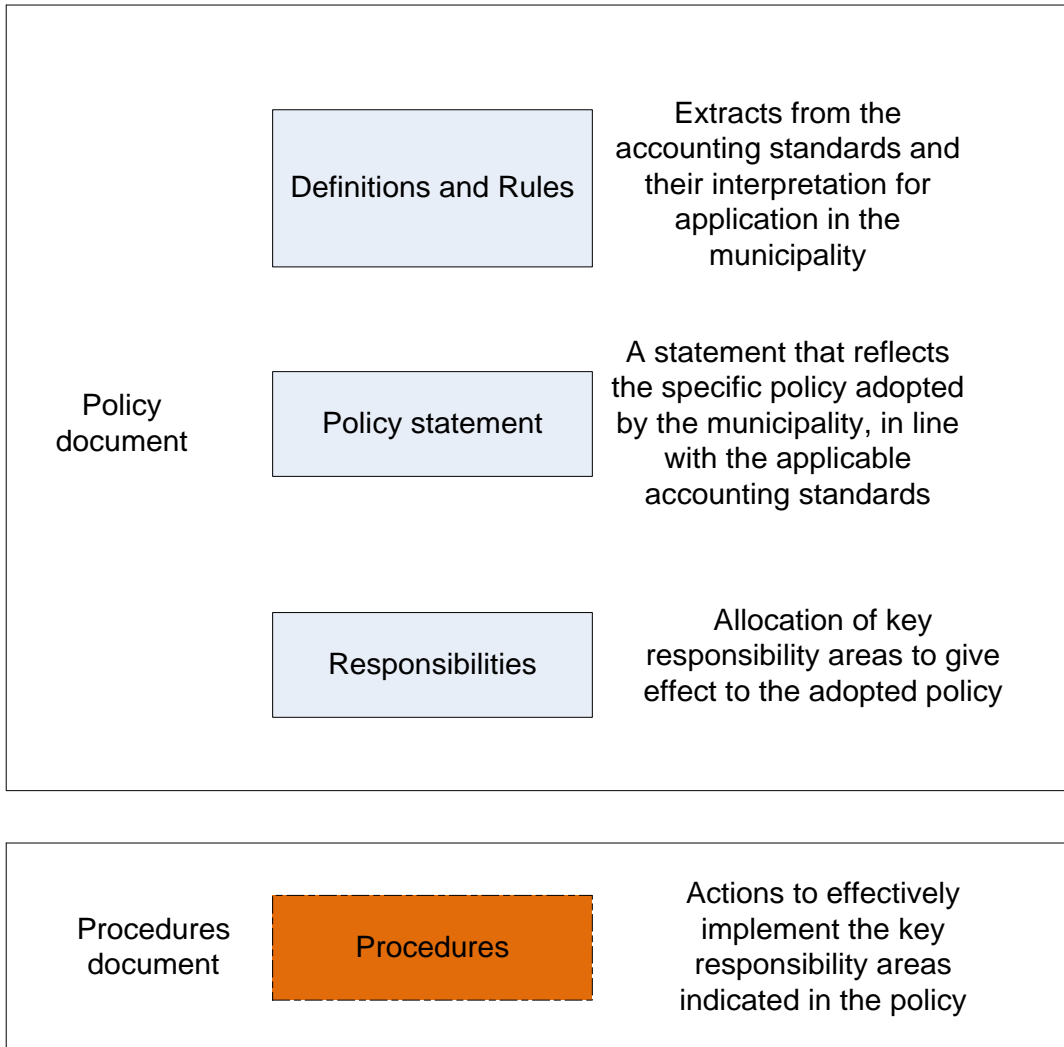 Policy
document
Definitions and Rules
Extracts from the
accounting standards and
their interpretation for
application in the
municipality
Policy statement
A statement that reflects
the specific policy adopted
by the municipality, in line
with the applicable
accounting standards
Responsibilities
Allocation of key
responsibility areas to give
effect to the adopted policy
Procedures
document
Procedures
Actions to effectively
implement the key
responsibility areas
indicated in the policy